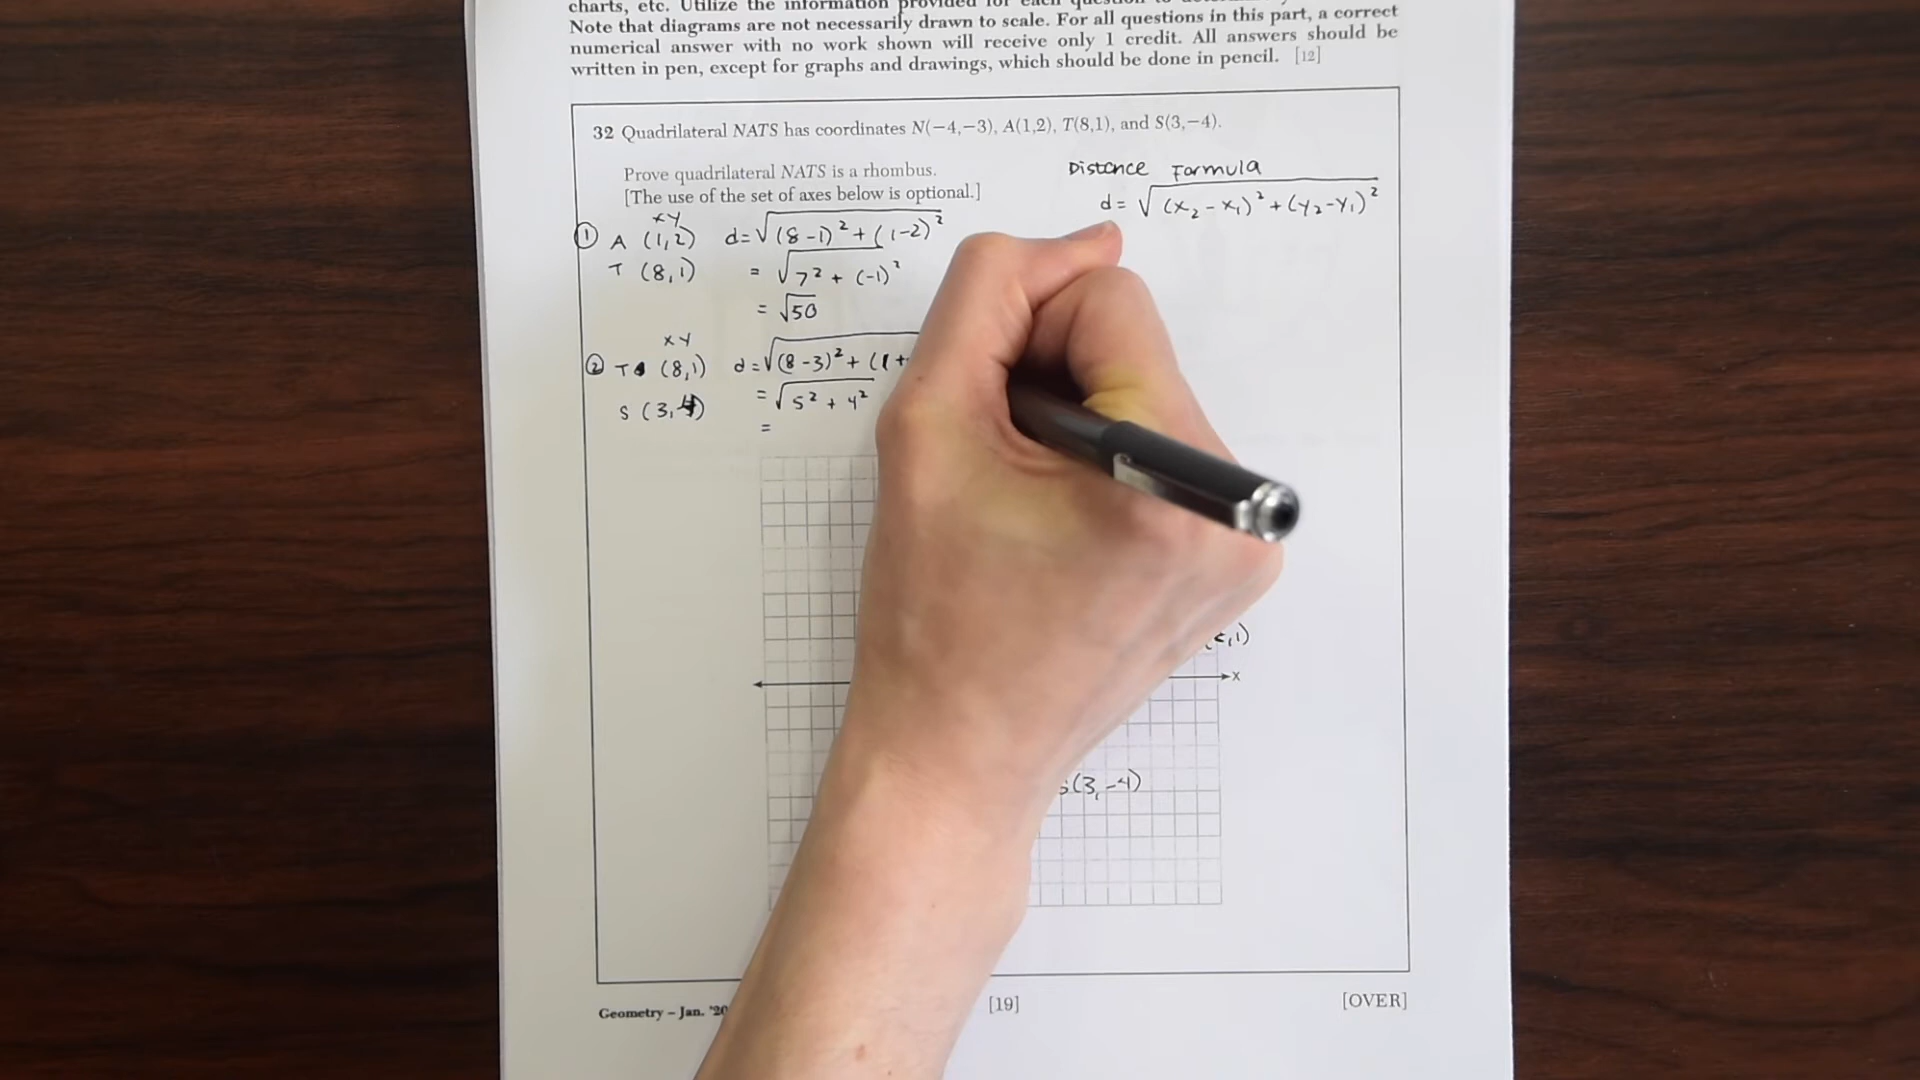 charts, etc. Utilize the information provided for each question to
Note that diagrams are not necessarily drawn to scale. For all questions in this part, a correct
numerical answer with no work shown will receive only 1 credit. All answers should be
written in pen, except for graphs and drawings, which should be done in pencil. [12]
32 Quadrilateral NATS has coordinates N(−4,−3), A(1,2), T(8,1), and S(3,−4).
Prove quadrilateral NATS is a rhombus.
[The use of the set of axes below is optional.]
Distance Formula
d= √(x₂-x₁)²+(y₂-y₁)²
x y
① A (1,2) d=√(8-1)²+(1-2)²
T (8,1) = √7²+(-1)²
= √50
x y
② T (8,1) d=√(8-3)²+(1+
S (3, ) = √5²+4²
=
,1)
x
(3,-4)
Geometry – Jan. '20
[19]
[OVER]